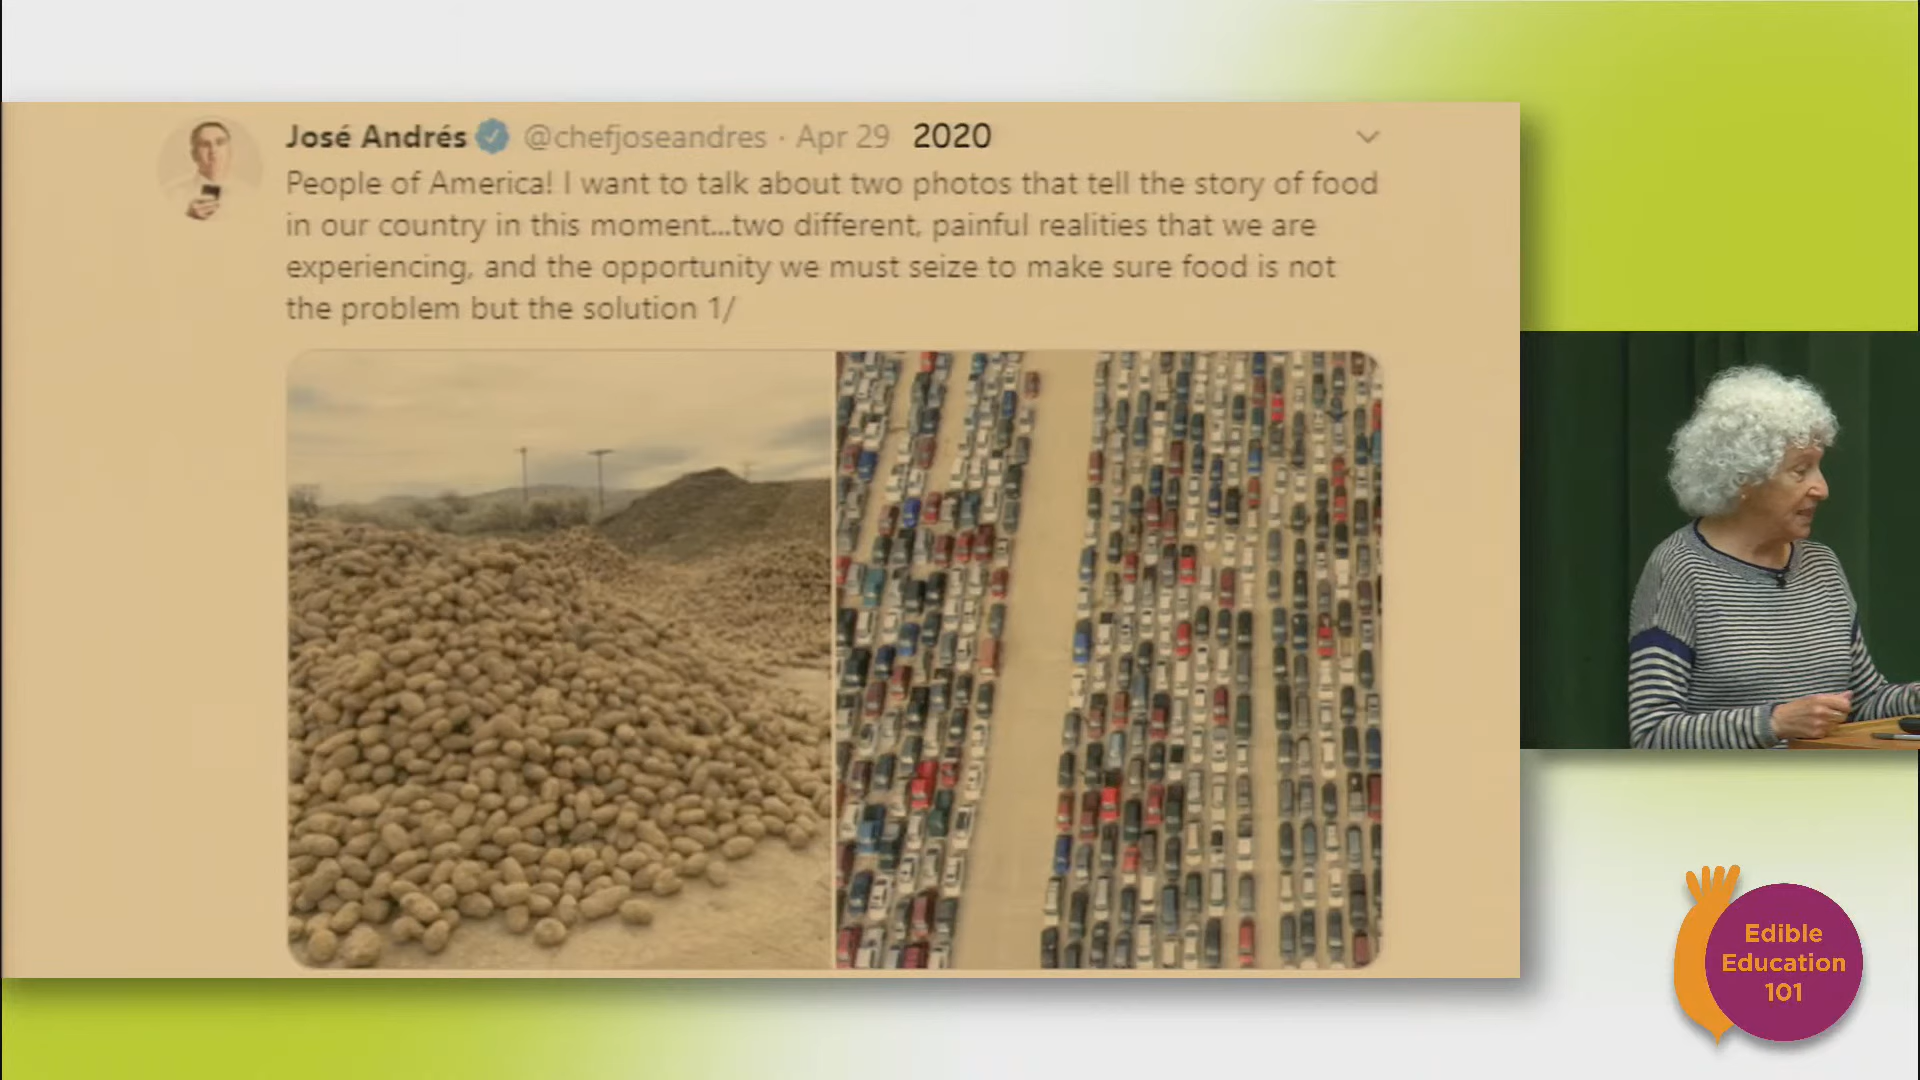 José Andrés @chefjoseandres · Apr 29 2020
People of America! I want to talk about two photos that tell the story of food
in our country in this moment...two different, painful realities that we are
experiencing, and the opportunity we must seize to make sure food is not
the problem but the solution 1/
Edible
Education
101